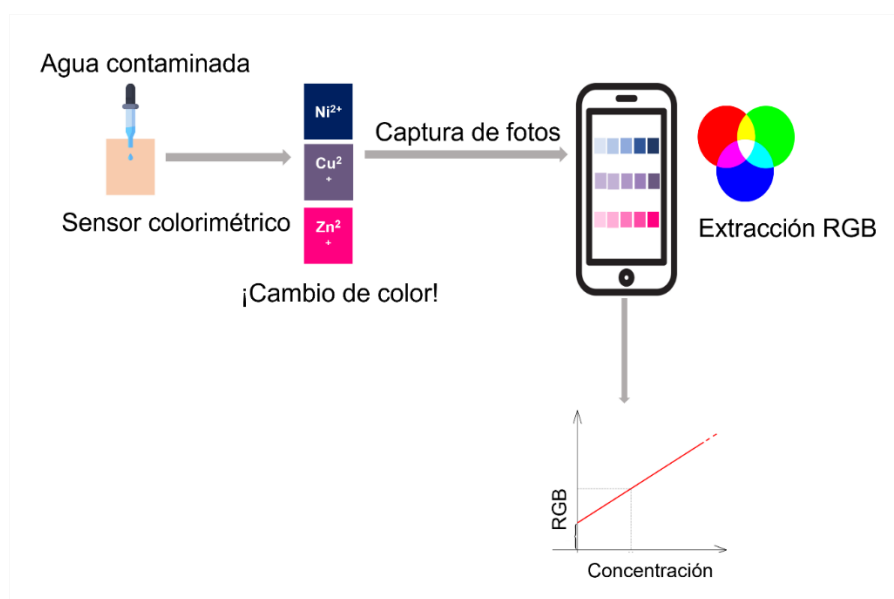 Agua contaminada
Sensor colorimétrico
Ni2+
Cu2
+
Zn2
+
¡Cambio de color!
Captura de fotos
Extracción RGB
RGB
Concentración